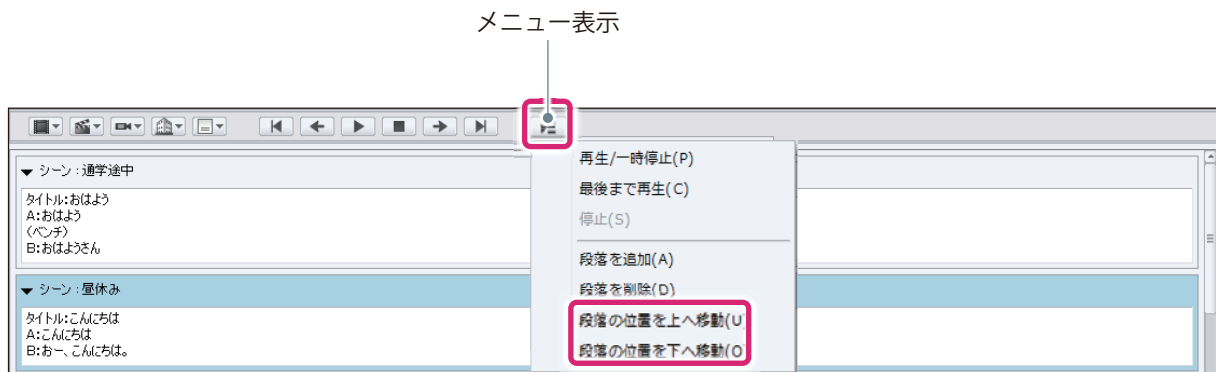 メニュー表示
▼ シーン：通学途中
タイトル:おはよう
A:おはよう
(ベンチ)
B:おはようさん
▼ シーン：昼休み
タイトル:こんにちは
A:こんにちは
B:おー、こんにちは。
再生/一時停止(P)
最後まで再生(C)
停止(S)
段落を追加(A)
段落を削除(D)
段落の位置を上へ移動(U)
段落の位置を下へ移動(O)